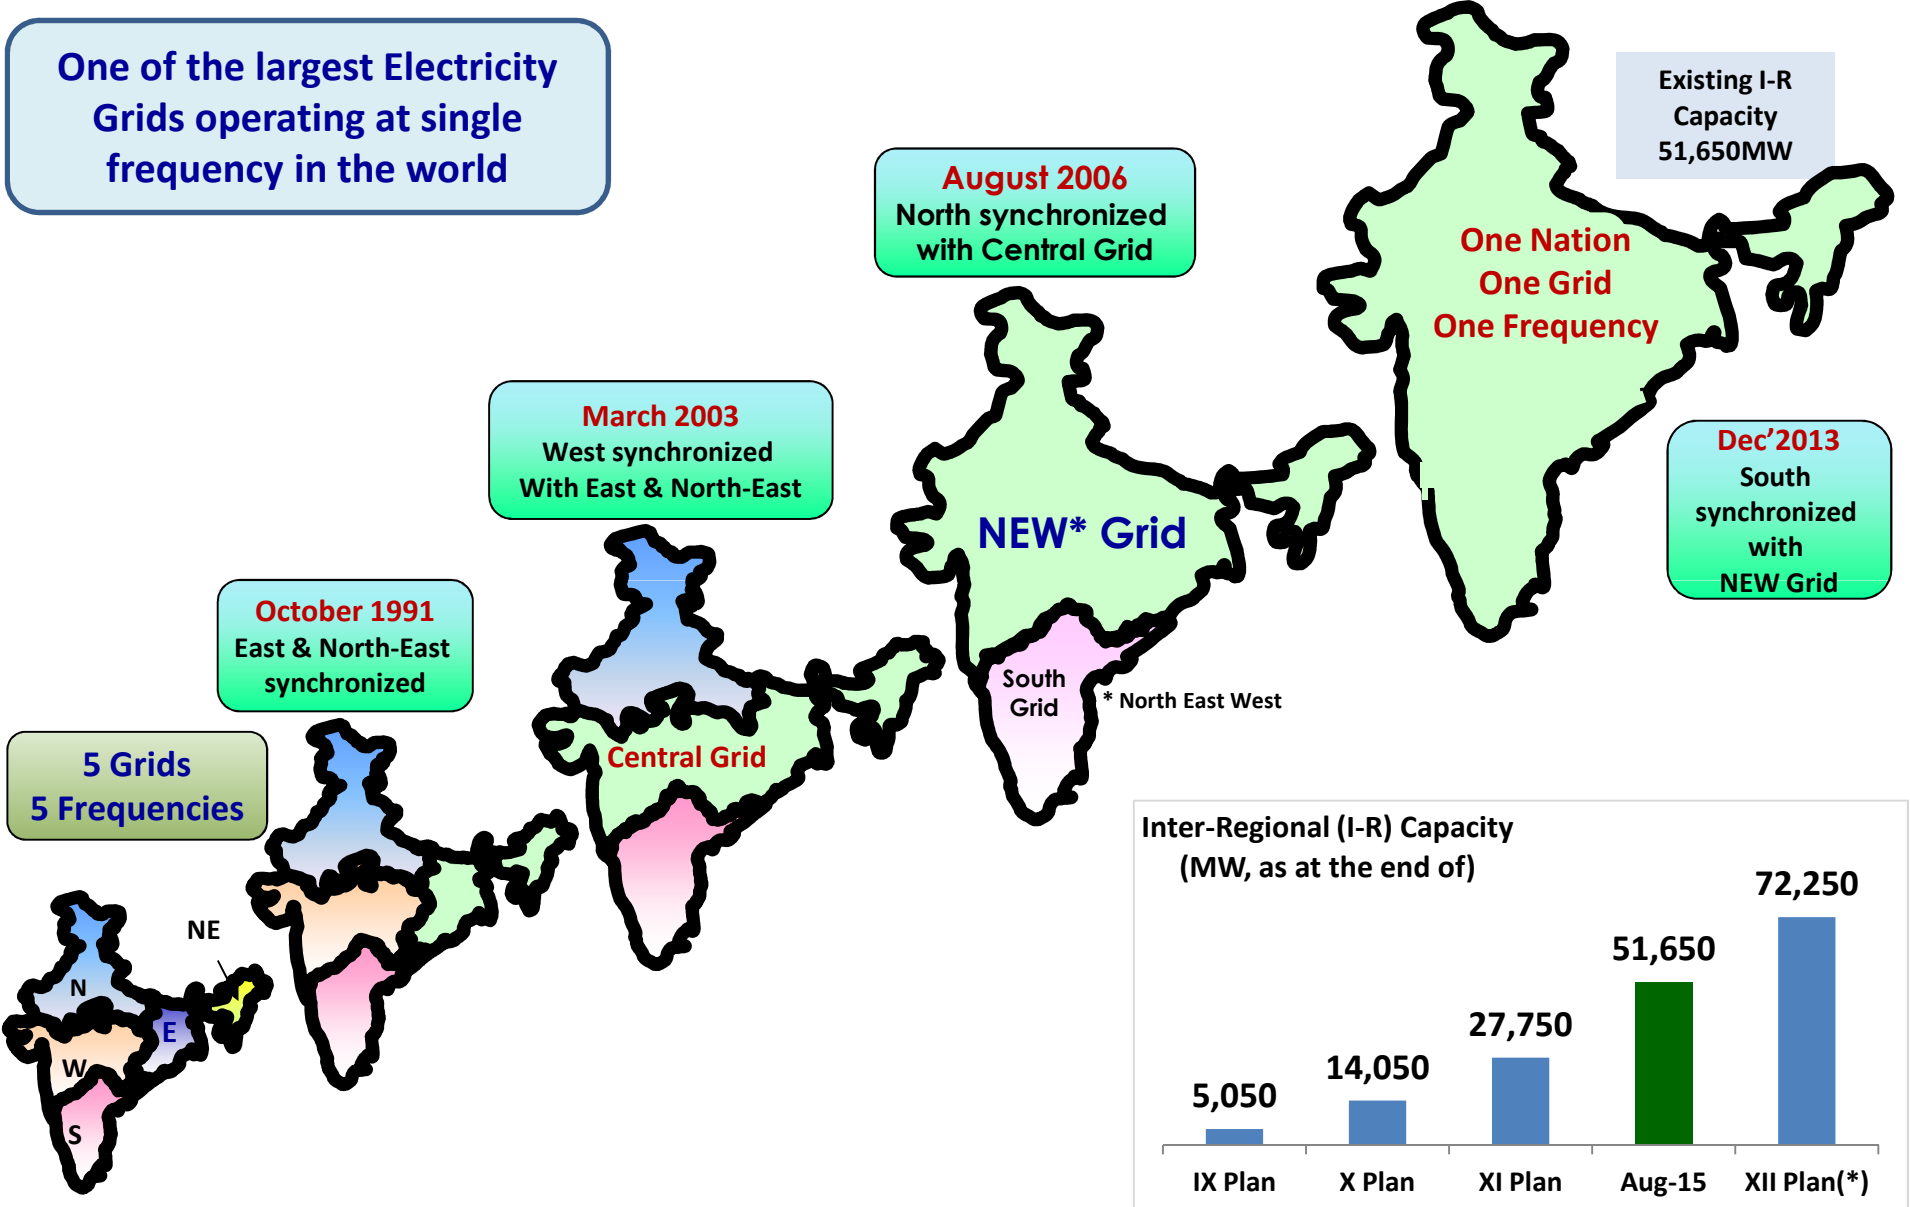 One of the largest Electricity
Grids operating at single
frequency in the world
Existing I-R
Capacity
51,650MW
August 2006
North synchronized
with Central Grid
One Nation
One Grid
One Frequency
March 2003
West synchronized
With East & North-East
Dec’2013
South
synchronized
with
NEW Grid
NEW* Grid
October 1991
East & North-East
synchronized
South
Grid
* North East West
Central Grid
5 Grids
5 Frequencies
NE
N
E
W
S
Inter-Regional (I-R) Capacity
(MW, as at the end of)
72,250
51,650
27,750
14,050
5,050
IX Plan X Plan XI Plan Aug-15 XII Plan(*)